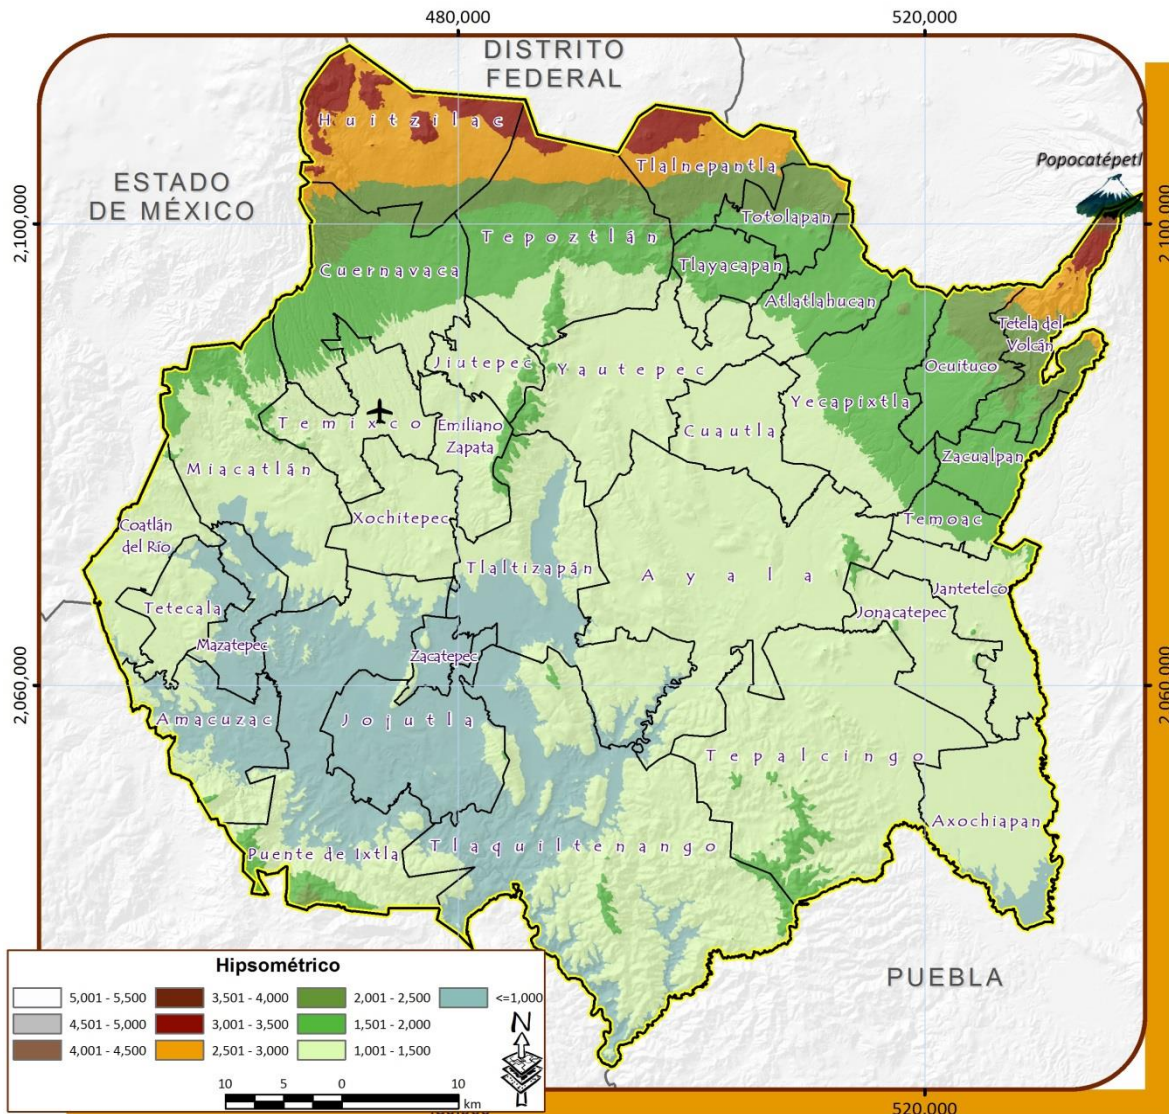 480,000
520,000
DISTRITO
FEDERAL
Huitzilac
Tlalnepantla
Popocatépetl
ESTADO
DE MÉXICO
2,100,000
2,100,000
Totolapan
Tepoztlán
Cuernavaca
Tlayacapan
Atlatlahucan
Tetela del
Volcán
Jiutepec
Yautepec
Ocuituco
Yecapixtla
Temixco
Emiliano
Zapata
Cuautla
Zacualpan
Miacatlán
Coatlán
del Río
Xochitepec
Temoac
Tlaltizapán
Ayala
Jantetelco
Jonacatepec
Tetecala
Mazatepec
Zacatepec
2,060,000
2,060,000
Amacuzac
Jojutla
Tepalcingo
Axochiapan
Puente de Ixtla
Tlaquiltenango
PUEBLA
Hipsométrico
5,001 - 5,500
3,501 - 4,000
2,001 - 2,500
<=1,000
4,501 - 5,000
3,001 - 3,500
1,501 - 2,000
4,001 - 4,500
2,501 - 3,000
1,001 - 1,500
N
10 5 0 10
km
520,000